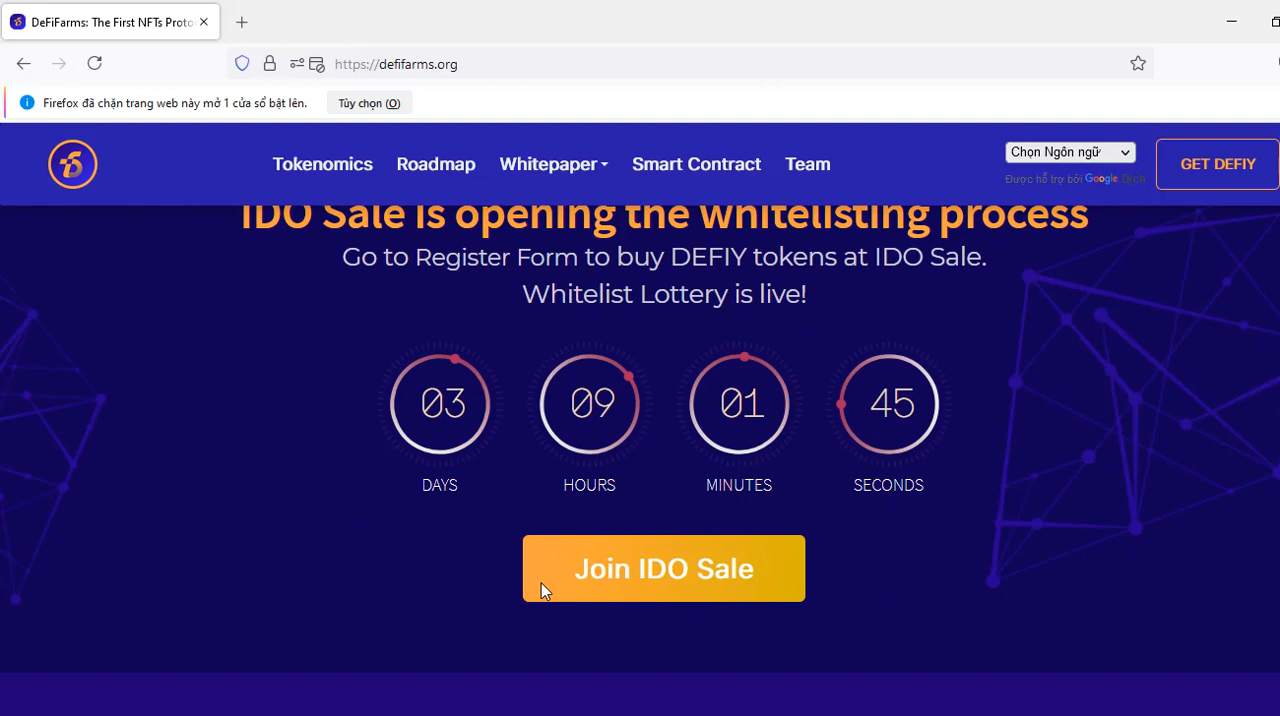 DeFiFarms: The First NFTs Proto
https://defifarms.org
Firefox đã chặn trang web này mở 1 cửa sổ bật lên.
Tùy chọn (O)
Tokenomics
Roadmap
Whitepaper
Smart Contract
Team
Chọn Ngôn ngữ
Được hỗ trợ bởi Google Dịch
GET DEFIY
IDO Sale is opening the whitelisting process
Go to Register Form to buy DEFIY tokens at IDO Sale.
Whitelist Lottery is live!
03
09
01
45
DAYS
HOURS
MINUTES
SECONDS
Join IDO Sale